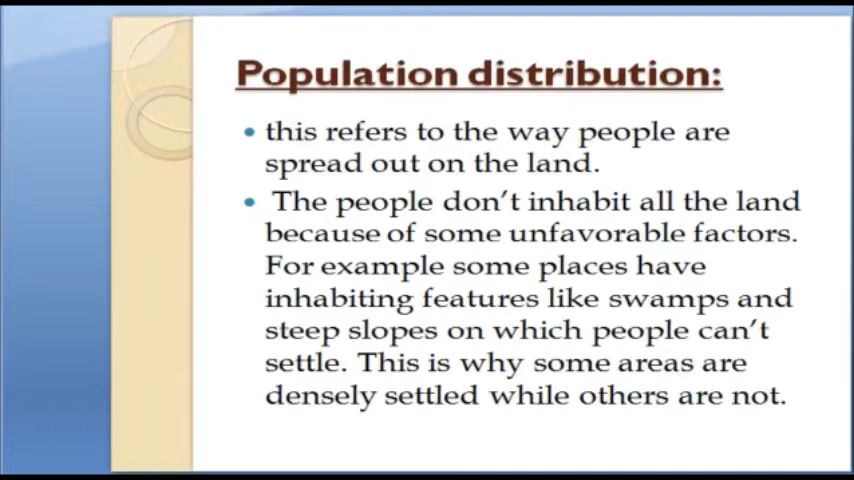 Population distribution:
• this refers to the way people are
spread out on the land.
• The people don't inhabit all the land
because of some unfavorable factors.
For example some places have
inhabiting features like swamps and
steep slopes on which people can't
settle. This is why some areas are
densely settled while others are not.